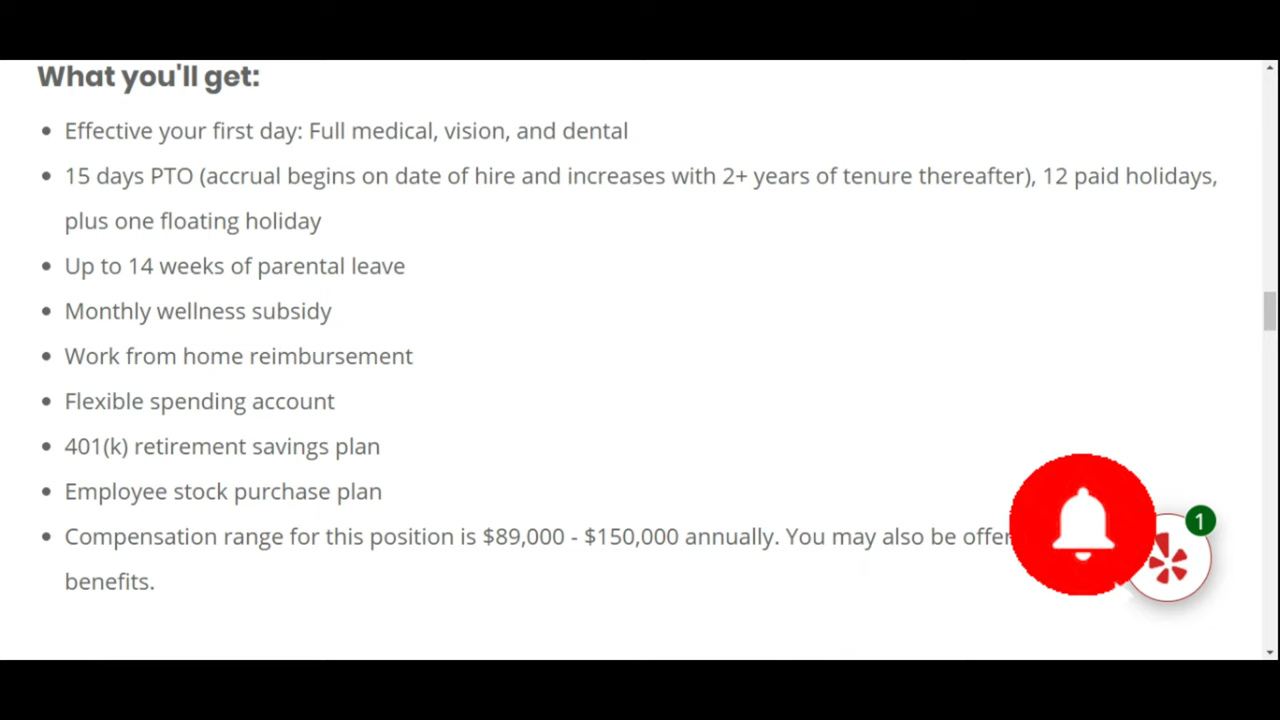 What you'll get:
Effective your first day: Full medical, vision, and dental
15 days PTO (accrual begins on date of hire and increases with 2+ years of tenure thereafter), 12 paid holidays,
plus one floating holiday
Up to 14 weeks of parental leave
Monthly wellness subsidy
Work from home reimbursement
Flexible spending account
401(k) retirement savings plan
Employee stock purchase plan
Compensation range for this position is $89,000 - $150,000 annually. You may also be
benefits.
1